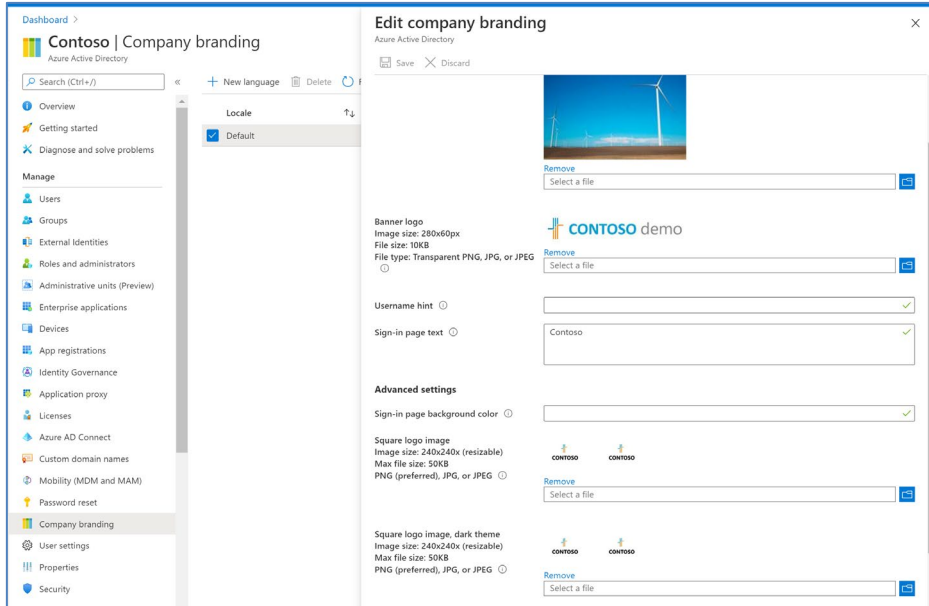 Dashboard >
Contoso | Company branding
Azure Active Directory
Search (Ctrl+/)
«
Overview
Getting started
Diagnose and solve problems
Manage
Users
Groups
External Identities
Roles and administrators
Administrative units (Preview)
Enterprise applications
Devices
App registrations
Identity Governance
Application proxy
Licenses
Azure AD Connect
Custom domain names
Mobility (MDM and MAM)
Password reset
Company branding
User settings
Properties
Security
+ New language Delete
Locale ↑↓
Default
Edit company branding
Azure Active Directory
Save Discard
Remove
Select a file
Banner logo
Image size: 280x60px
File size: 10KB
File type: Transparent PNG, JPG, or JPEG
CONTOSO demo
Remove
Select a file
Username hint
Sign-in page text
Contoso
Advanced settings
Sign-in page background color
Square logo image
Image size: 240x240x (resizable)
Max file size: 50KB
PNG (preferred), JPG, or JPEG
CONTOSO CONTOSO
Remove
Select a file
Square logo image, dark theme
Image size: 240x240x (resizable)
Max file size: 50KB
PNG (preferred), JPG, or JPEG
CONTOSO CONTOSO
Remove
Select a file